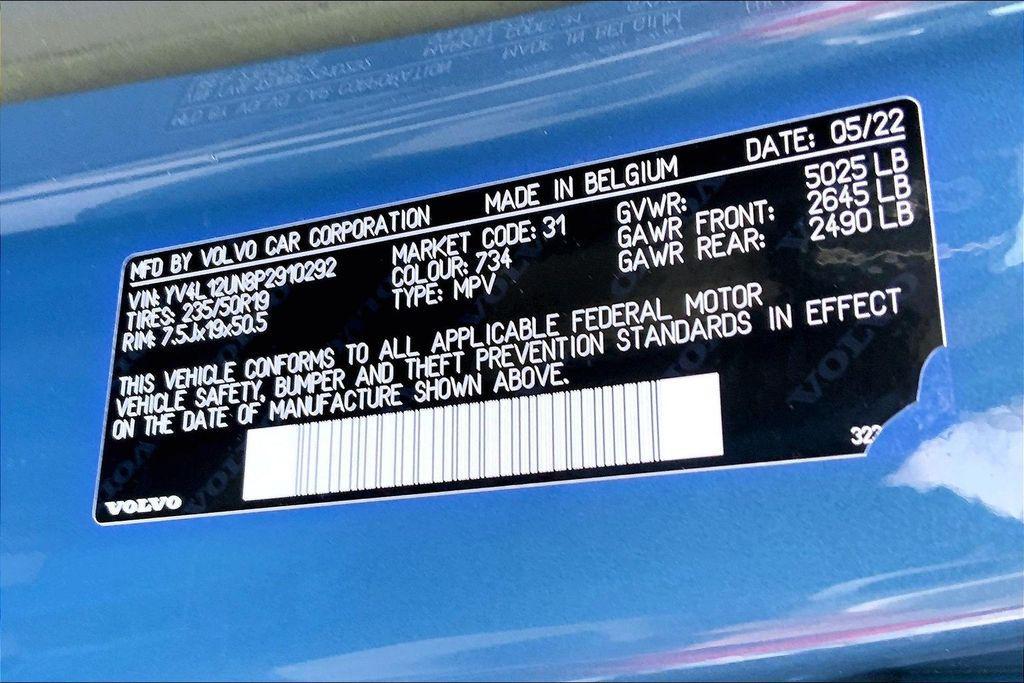 MFD BY VOLVO CAR CORPORATION MADE IN BELGIUM DATE: 05/22
VIN: YV4L12UN8P2910292 MARKET CODE: 31 GVWR: 5025 LB
TIRES: 235/50R19 COLOUR: 734 GAWR FRONT: 2645 LB
RIM: 7.5Jx19x50.5 TYPE: MPV GAWR REAR: 2490 LB
THIS VEHICLE CONFORMS TO ALL APPLICABLE FEDERAL MOTOR
VEHICLE SAFETY, BUMPER AND THEFT PREVENTION STANDARDS IN EFFECT
ON THE DATE OF MANUFACTURE SHOWN ABOVE.
VOLVO